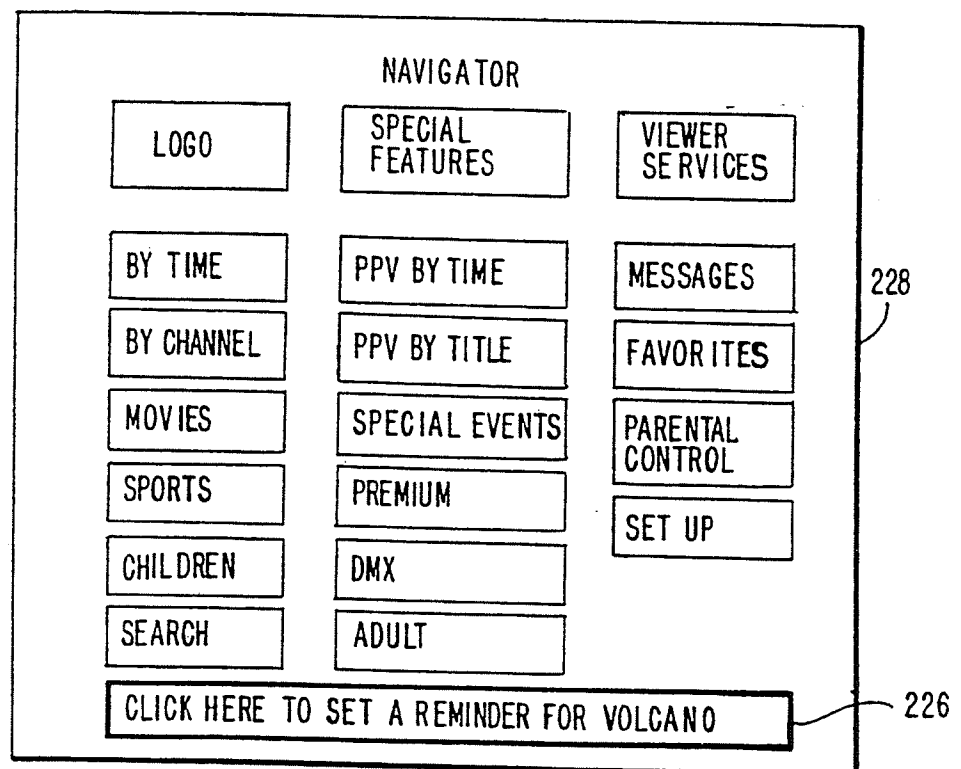 NAVIGATOR
LOGO
SPECIAL
FEATURES
VIEWER
SERVICES
BY TIME
PPV BY TIME
MESSAGES
BY CHANNEL
PPV BY TITLE
FAVORITES
MOVIES
SPECIAL EVENTS
PARENTAL
CONTROL
SPORTS
PREMIUM
SET UP
CHILDREN
DMX
SEARCH
ADULT
CLICK HERE TO SET A REMINDER FOR VOLCANO
228
226